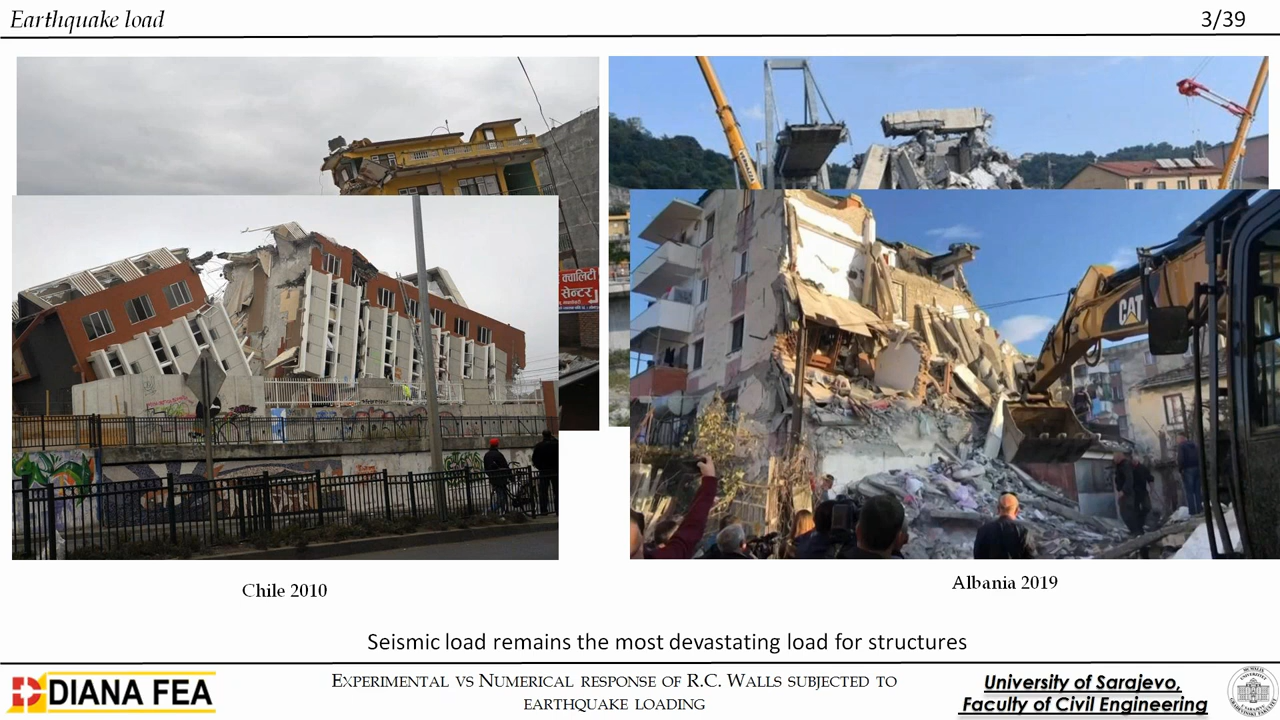 Earthquake load
3/39
क्वालिटी
सेन्टर
CAT
Chile 2010
Albania 2019
Seismic load remains the most devastating load for structures
DIANA FEA
EXPERIMENTAL VS NUMERICAL RESPONSE OF R.C. WALLS SUBJECTED TO
EARTHQUAKE LOADING
University of Sarajevo,
Faculty of Civil Engineering